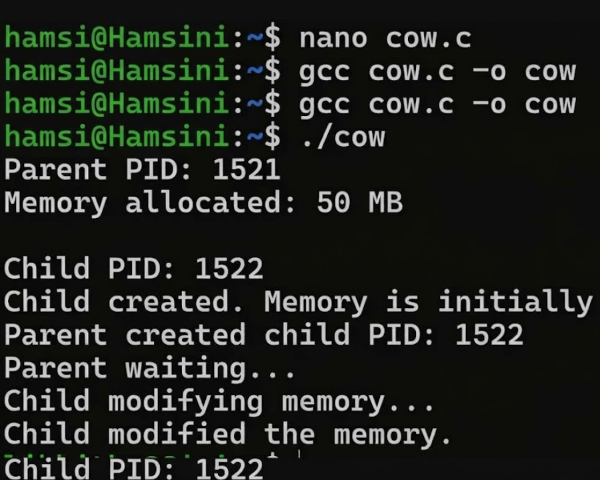 hamsi@Hamsini:~$ nano cow.c
hamsi@Hamsini:~$ gcc cow.c -o cow
hamsi@Hamsini:~$ gcc cow.c -o cow
hamsi@Hamsini:~$ ./cow
Parent PID: 1521
Memory allocated: 50 MB
Child PID: 1522
Child created. Memory is initially
Parent created child PID: 1522
Parent waiting...
Child modifying memory...
Child modified the memory.
Child PID: 1522